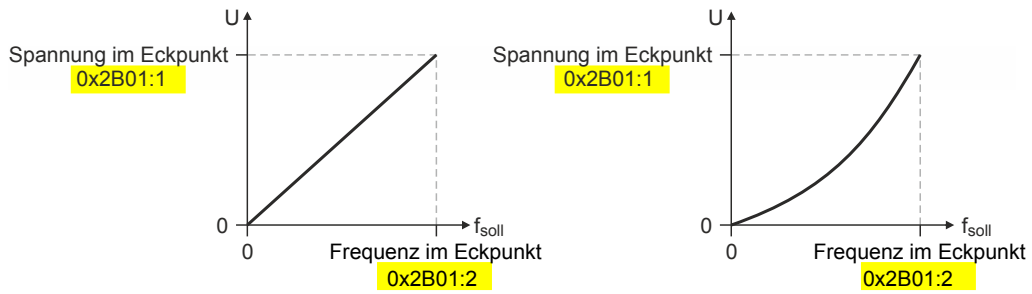 U
Spannung im Eckpunkt
0x2B01:1
0
f_soll
0
Frequenz im Eckpunkt
0x2B01:2
U
Spannung im Eckpunkt
0x2B01:1
0
f_soll
0
Frequenz im Eckpunkt
0x2B01:2